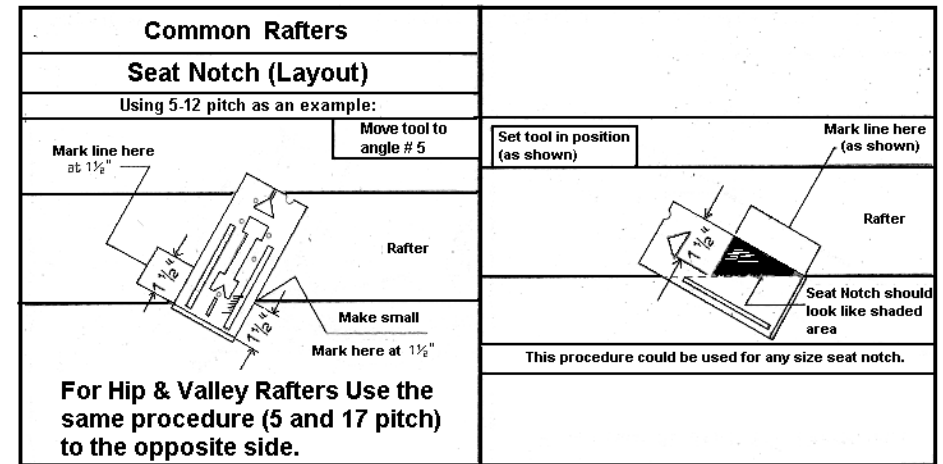 Common Rafters
Seat Notch (Layout)
Using 5-12 pitch as an example:
Move tool to
angle # 5
Mark line here
at 1½"
Rafter
1½"
1½"
Make small
Mark here at 1½"
For Hip & Valley Rafters Use the
same procedure (5 and 17 pitch)
to the opposite side.
Set tool in position
(as shown)
Mark line here
(as shown)
Rafter
1½"
Seat Notch should
look like shaded
area
This procedure could be used for any size seat notch.